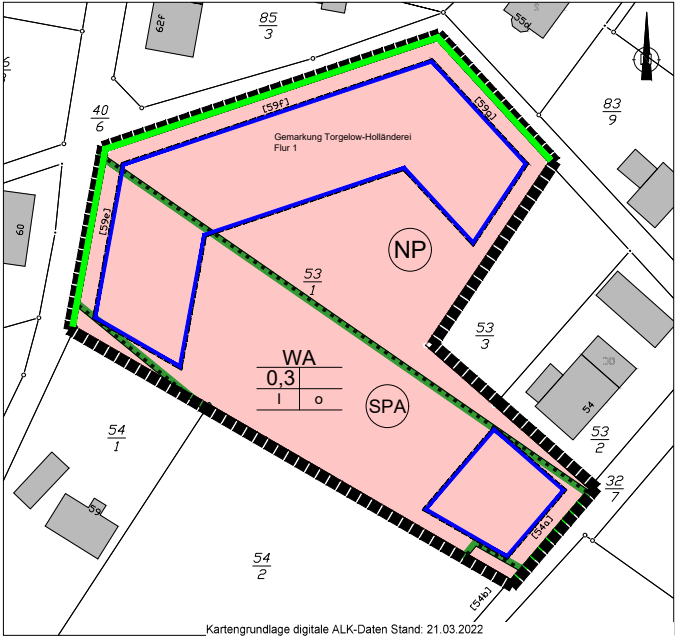 85
3
62f
55d
6
40
6
83
9
[59f]
[59g]
Gemarkung Torgelow-Holländerei
Flur 1
60
[59e]
NP
53
1
53
3
WA
0,3
I
o
SPA
54
53
2
54
1
32
7
59
[54a]
54
2
[54b]
Kartengrundlage digitale ALK-Daten Stand: 21.03.2022